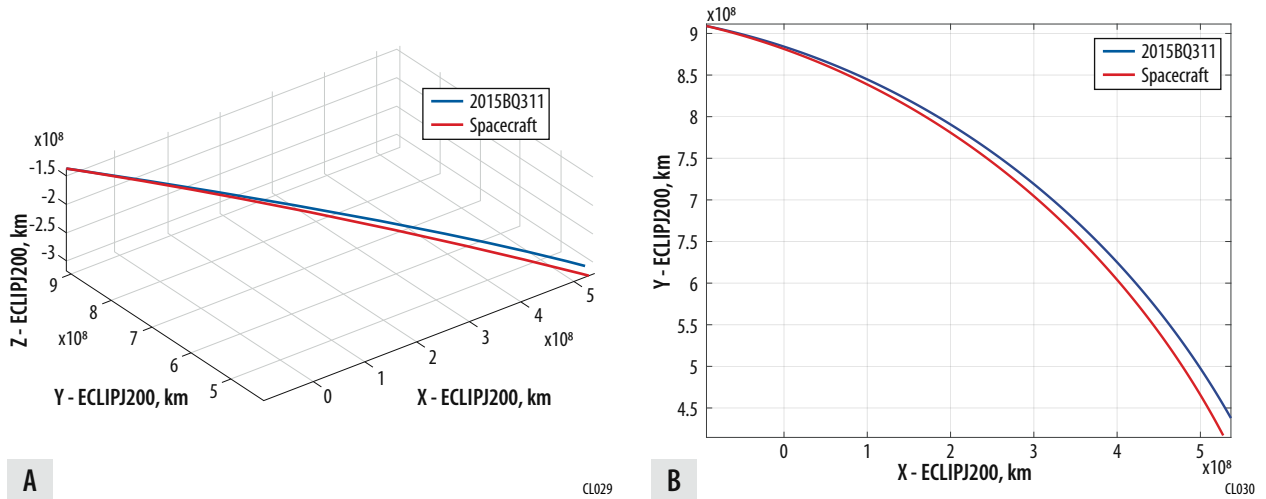 x10⁸
-1.5
-2
-2.5
-3
Z - ECLIPJ200, km
9
8
7
6
5
x10⁸
Y - ECLIPJ200, km
0
1
2
3
4
5
x10⁸
X - ECLIPJ200, km
2015BQ311
Spacecraft
A
CL029
x10⁸
9
8.5
8
7.5
7
6.5
6
5.5
5
4.5
Y - ECLIPJ200, km
2015BQ311
Spacecraft
0
1
2
3
4
5
x10⁸
X - ECLIPJ200, km
B
CL030